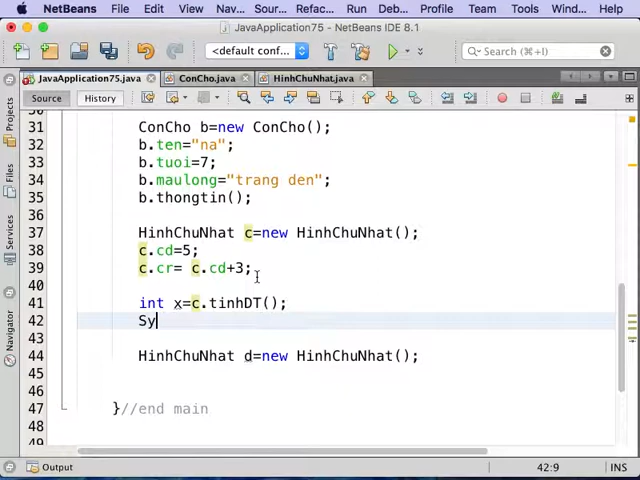 NetBeans File Edit View Nav... Sour... Refac... Run Deb... Profile Team Tools Wind...
JavaApplication75 - NetBeans IDE 8.1
<default conf... Search (⌘+I)
JavaApplication75.java ConCho.java HinhChuNhat.java
Source History
31 ConCho b=new ConCho();
32 b.ten="na";
33 b.tuoi=7;
34 b.maulong="trang den";
35 b.thongtin();
36
37 HinhChuNhat c=new HinhChuNhat();
38 c.cd=5;
39 c.cr= c.cd+3;
40
41 int x=c.tinhDT();
42 Sy
43
44 HinhChuNhat d=new HinhChuNhat();
45
46
47 }//end main
48
Projects
Files
Services
Navigator
Output 42:9 INS